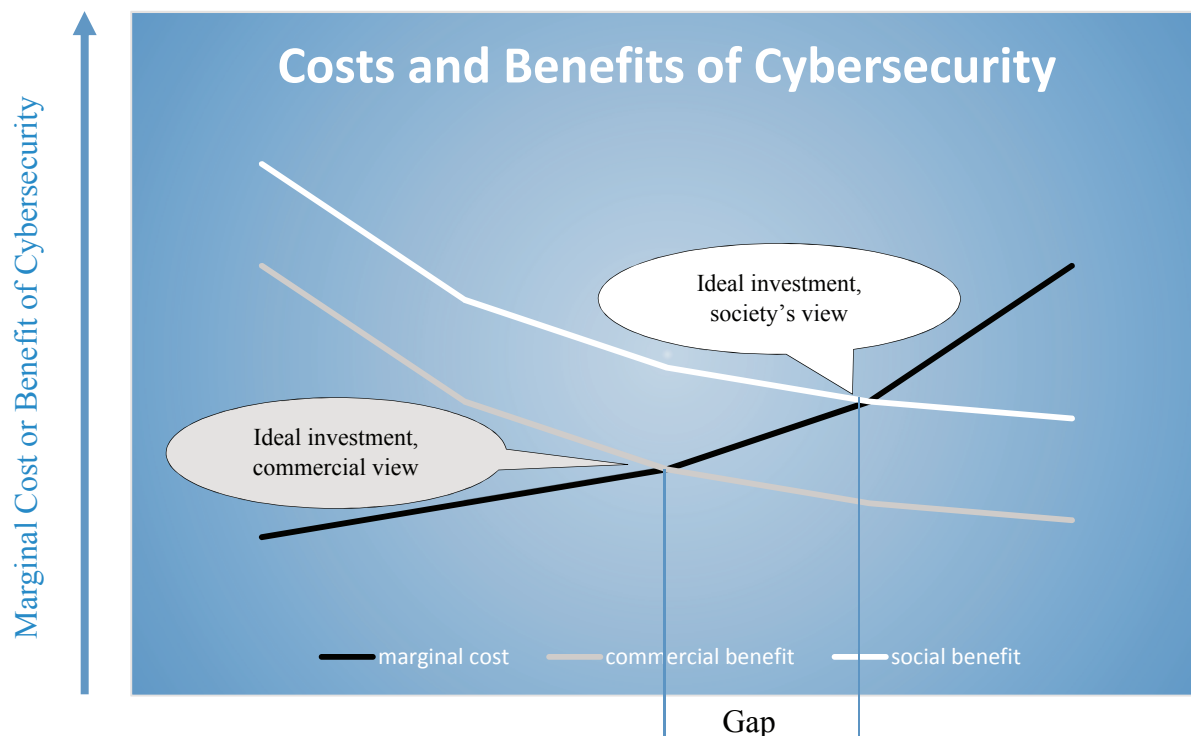 Costs and Benefits of Cybersecurity
Marginal Cost or Benefit of Cybersecurity
Ideal investment,
society’s view
Ideal investment,
commercial view
marginal cost
commercial benefit
social benefit
Gap